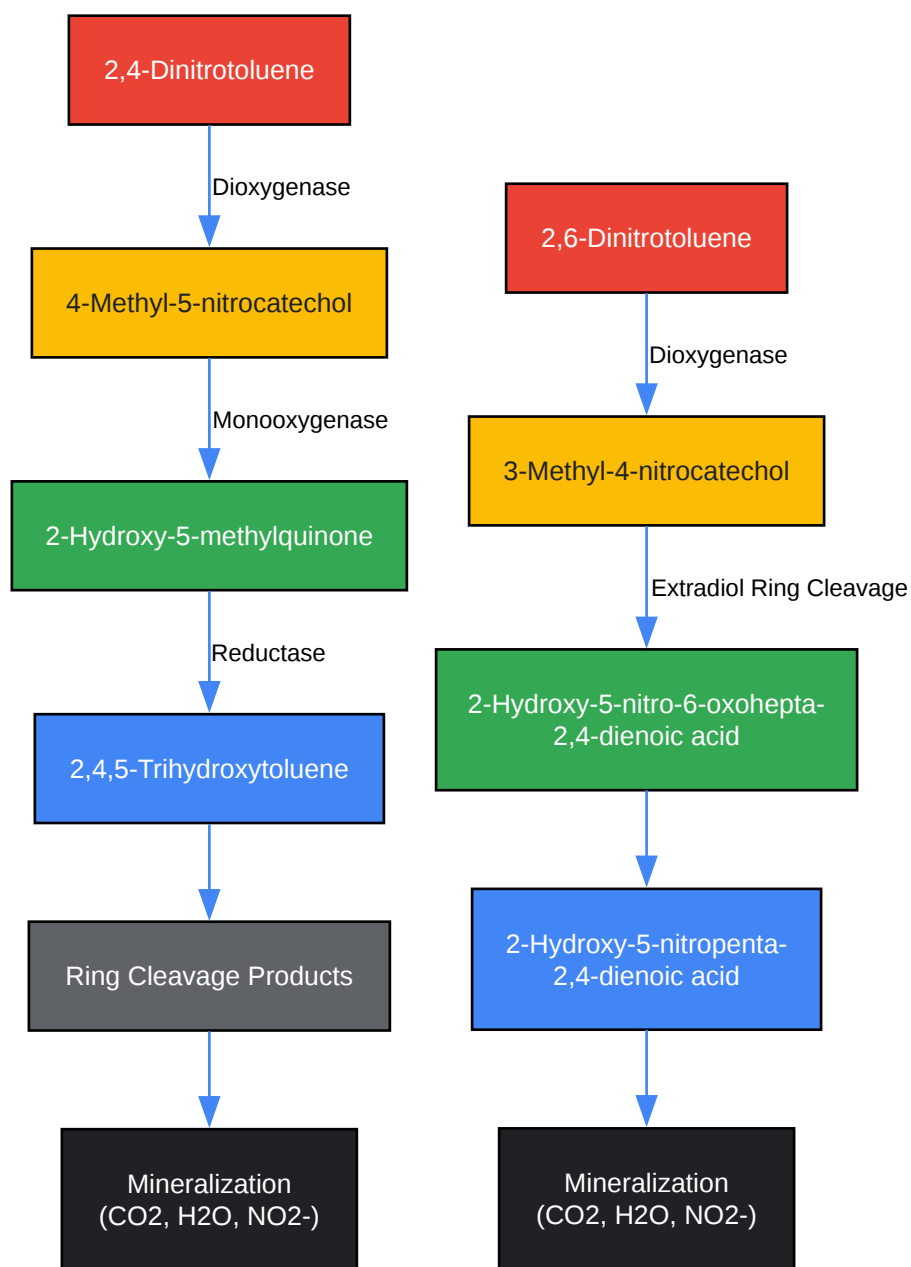 2,4-Dinitrotoluene
Dioxygenase
4-Methyl-5-nitrocatechol
Monooxygenase
2-Hydroxy-5-methylquinone
Reductase
2,4,5-Trihydroxytoluene
Ring Cleavage Products
Mineralization
(CO2, H2O, NO2-)
2,6-Dinitrotoluene
Dioxygenase
3-Methyl-4-nitrocatechol
Extradiol Ring Cleavage
2-Hydroxy-5-nitro-6-oxohepta-
2,4-dienoic acid
2-Hydroxy-5-nitropenta-
2,4-dienoic acid
Mineralization
(CO2, H2O, NO2-)